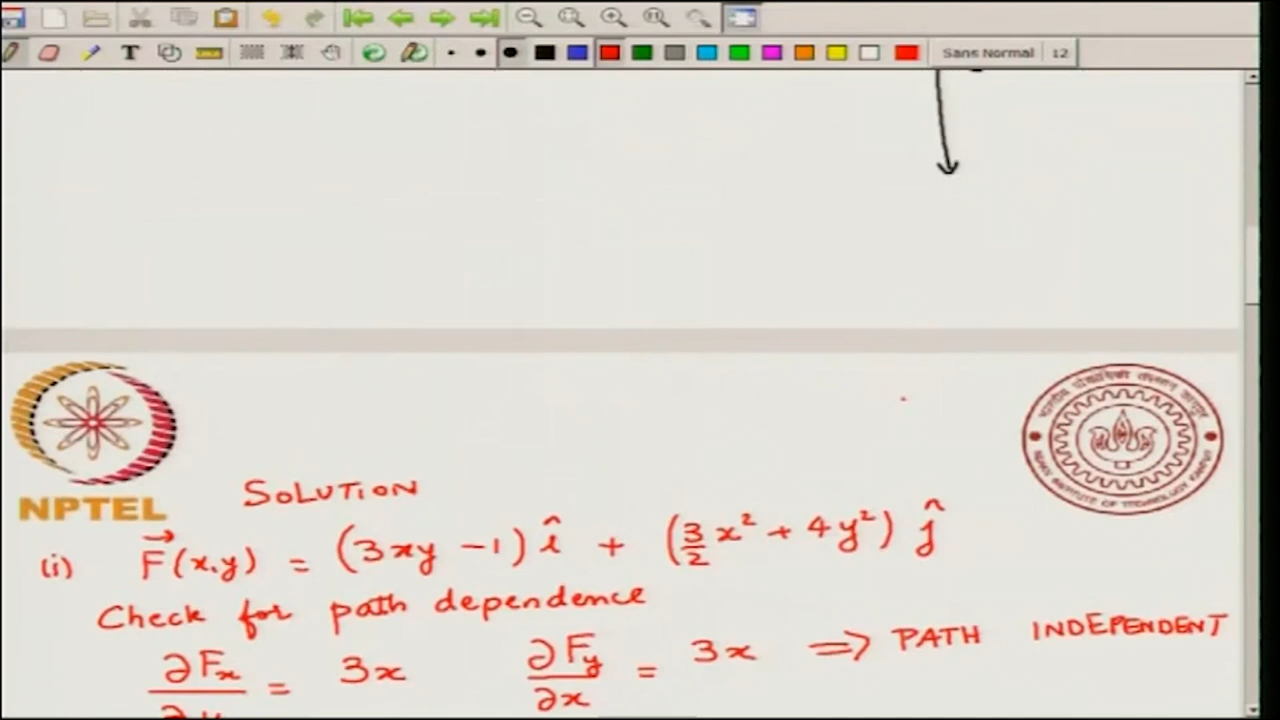 Sans Normal 12
NPTEL
SOLUTION
(i) F⃗(x,y) = (3xy − 1) î + (3/2 x² + 4y²) ĵ
Check for path dependence
∂Fx/∂y = 3x ∂Fy/∂x = 3x ⟹ PATH INDEPENDENT